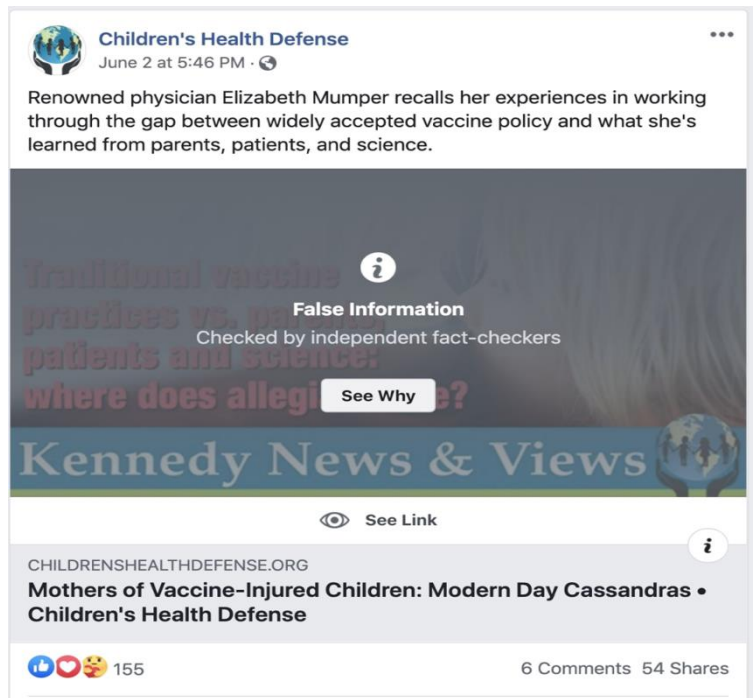 Children's Health Defense
June 2 at 5:46 PM ·
Renowned physician Elizabeth Mumper recalls her experiences in working
through the gap between widely accepted vaccine policy and what she's
learned from parents, patients, and science.
Traditional vaccine
practices vs. parents,
patients and science:
where does allegi e?
False Information
Checked by independent fact-checkers
See Why
Kennedy News & Views
See Link
CHILDRENSHEALTHDEFENSE.ORG
Mothers of Vaccine-Injured Children: Modern Day Cassandras •
Children's Health Defense
155
6 Comments 54 Shares